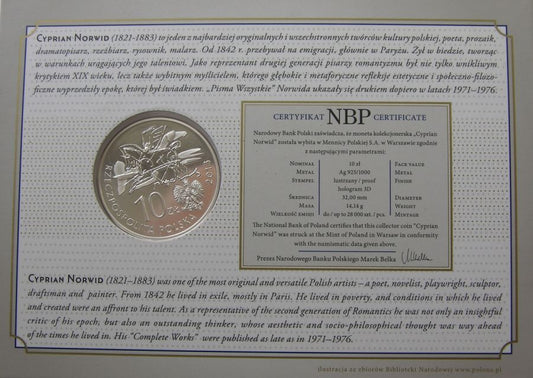 CYPRIAN NORWID (1821-1883) to jeden z najbardziej oryginalnych i wszechstronnych twórców kultury polskiej, poeta, prozaik,
dramatopisarz, rzeźbiarz, rysownik, malarz. Od 1842 r. przebywał na emigracji, głównie w Paryżu. Żył w biedzie, tworząc
w warunkach urągających jego talentowi. Jako reprezentant drugiej generacji pisarzy romantyzmu był nie tylko wnikliwym
krytykiem XIX wieku, lecz także wybitnym myślicielem, którego głębokie i metaforyczne refleksje estetyczne i społeczno-filozo-
ficzne wyprzedziły epokę, której był świadkiem. „Pisma Wszystkie” Norwida ukazały się drukiem dopiero w latach 1971–1976.
RZECZPOSPOLITA POLSKA
2013
10 ZŁ
CERTYFIKAT NBP CERTIFICATE
Narodowy Bank Polski zaświadcza, że moneta kolekcjonerska „Cyprian
Norwid” została wybita w Mennicy Polskiej S.A. w Warszawie zgodnie
z następującymi parametrami:
NOMINAŁ 10 zł FACE VALUE
METAL Ag 925/1000 METAL
STEMPEL lustrzany / proof FINISH
hologram 3D
ŚREDNICA 32,00 mm DIAMETER
MASA 14,14 g WEIGHT
WIELKOŚĆ EMISJI do / up to 28 000 szt. / pcs. MINTAGE
The National Bank of Poland certifies that this collector coin “Cyprian
Norwid” was struck at the Mint of Poland in Warsaw in conformity
with the numismatic data given above.
Prezes Narodowego Banku Polskiego Marek Belka
CYPRIAN NORWID (1821–1883) was one of the most original and versatile Polish artists – a poet, novelist, playwright, sculptor,
draftsman and painter. From 1842 he lived in exile, mostly in Paris. He lived in poverty, and conditions in which he lived
and created were an affront to his talent. As a representative of the second generation of Romantics he was not only an insightful
critic of his epoch, but also an outstanding thinker, whose aesthetic and socio-philosophical thought was way ahead
of the times he lived in. His “Complete Works” were published as late as in 1971–1976.
ilustracja ze zbiorów Biblioteki Narodowej www.polona.pl